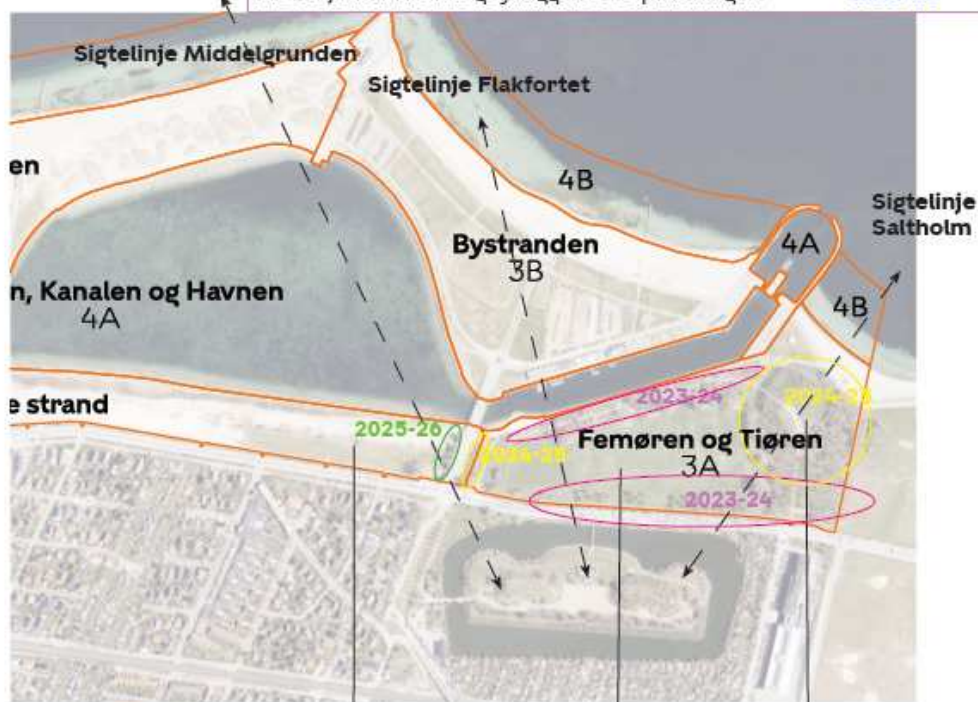 Sigtelinje Middelgrunden
Sigtelinje Flakfortet
en
4B
Sigtelinje
Saltholm
4A
Bystranden
3B
n, Kanalen og Havnen
4A
4B
e strand
2023-24
2025-26
Femøren og Tiøren
3A
2023-24